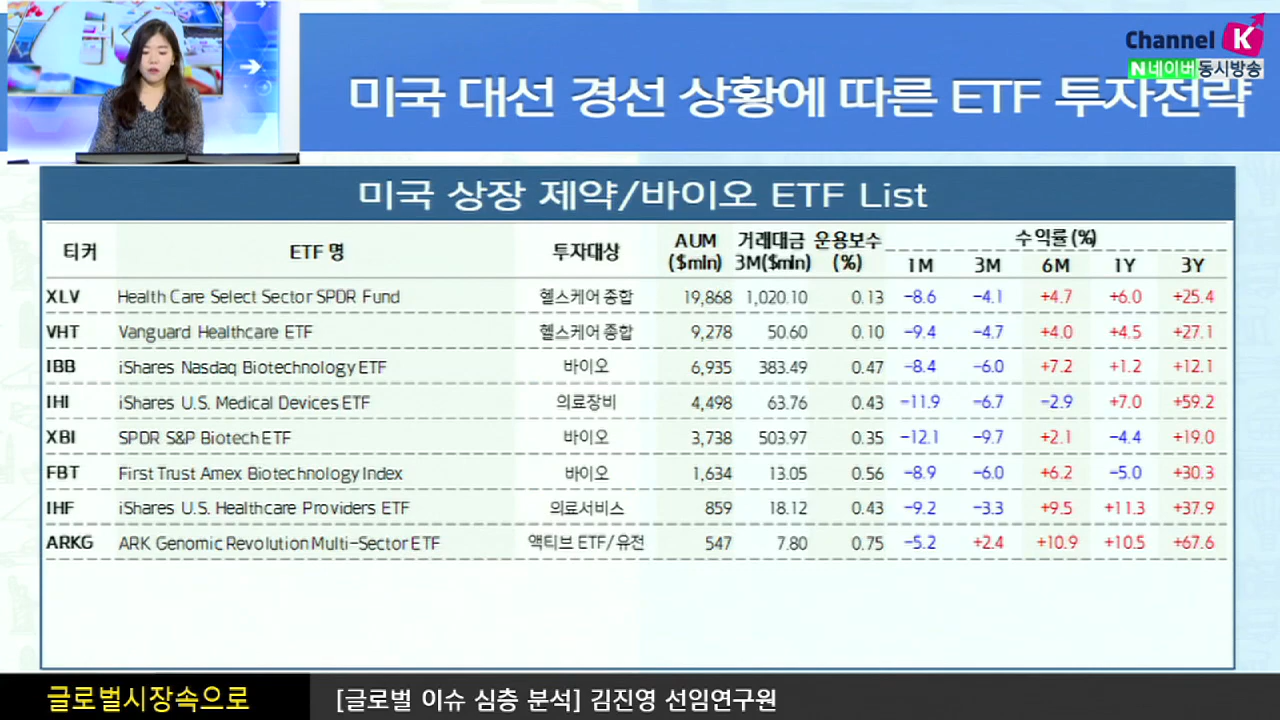 Channel K
N 네이버 동시방송
미국 대선 경선 상황에 따른 ETF 투자전략
미국 상장 제약/바이오 ETF List
티커 ETF 명 투자대상 AUM ($mln) 거래대금 3M($mln) 운용보수 (%) 수익률(%)
1M 3M 6M 1Y 3Y
XLV Health Care Select Sector SPDR Fund 헬스케어 종합 19,868 1,020.10 0.13 -8.6 -4.1 +4.7 +6.0 +25.4
VHT Vanguard Healthcare ETF 헬스케어 종합 9,278 50.60 0.10 -9.4 -4.7 +4.0 +4.5 +27.1
IBB iShares Nasdaq Biotechnology ETF 바이오 6,935 383.49 0.47 -8.4 -6.0 +7.2 +1.2 +12.1
IHI iShares U.S. Medical Devices ETF 의료장비 4,498 63.76 0.43 -11.9 -6.7 -2.9 +7.0 +59.2
XBI SPDR S&P Biotech ETF 바이오 3,738 503.97 0.35 -12.1 -9.7 +2.1 -4.4 +19.0
FBT First Trust Amex Biotechnology Index 바이오 1,634 13.05 0.56 -8.9 -6.0 +6.2 -5.0 +30.3
IHF iShares U.S. Healthcare Providers ETF 의료서비스 859 18.12 0.43 -9.2 -3.3 +9.5 +11.3 +37.9
ARKG ARK Genomic Revolution Multi-Sector ETF 액티브 ETF/유전 547 7.80 0.75 -5.2 +2.4 +10.9 +10.5 +67.6
글로벌시장속으로
[글로벌 이슈 심층 분석] 김진영 선임연구원